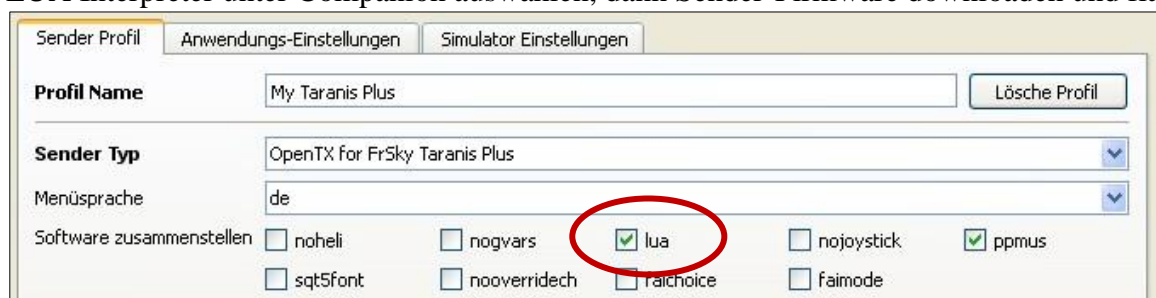 Sender Profil Anwendungs-Einstellungen Simulator Einstellungen
Profil Name My Taranis Plus Lösche Profil
Sender Typ OpenTX for FrSky Taranis Plus
Menüsprache de
Software zusammenstellen noheli nogvars lua nojoystick ppmus
sqt5font nooverridech faichoice faimode